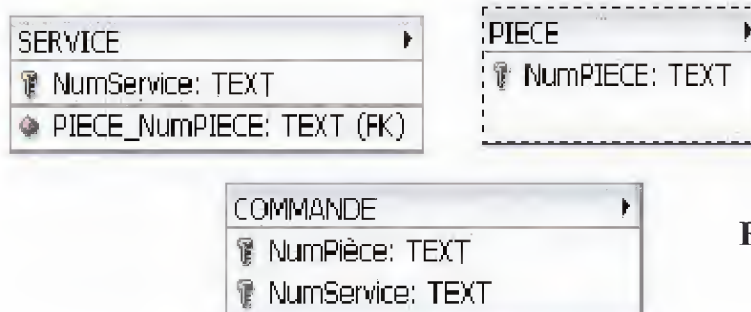 SERVICE
NumService: TEXT
PIECE_NumPIECE: TEXT (FK)
PIECE
NumPIECE: TEXT
COMMANDE
NumPièce: TEXT
NumService: TEXT